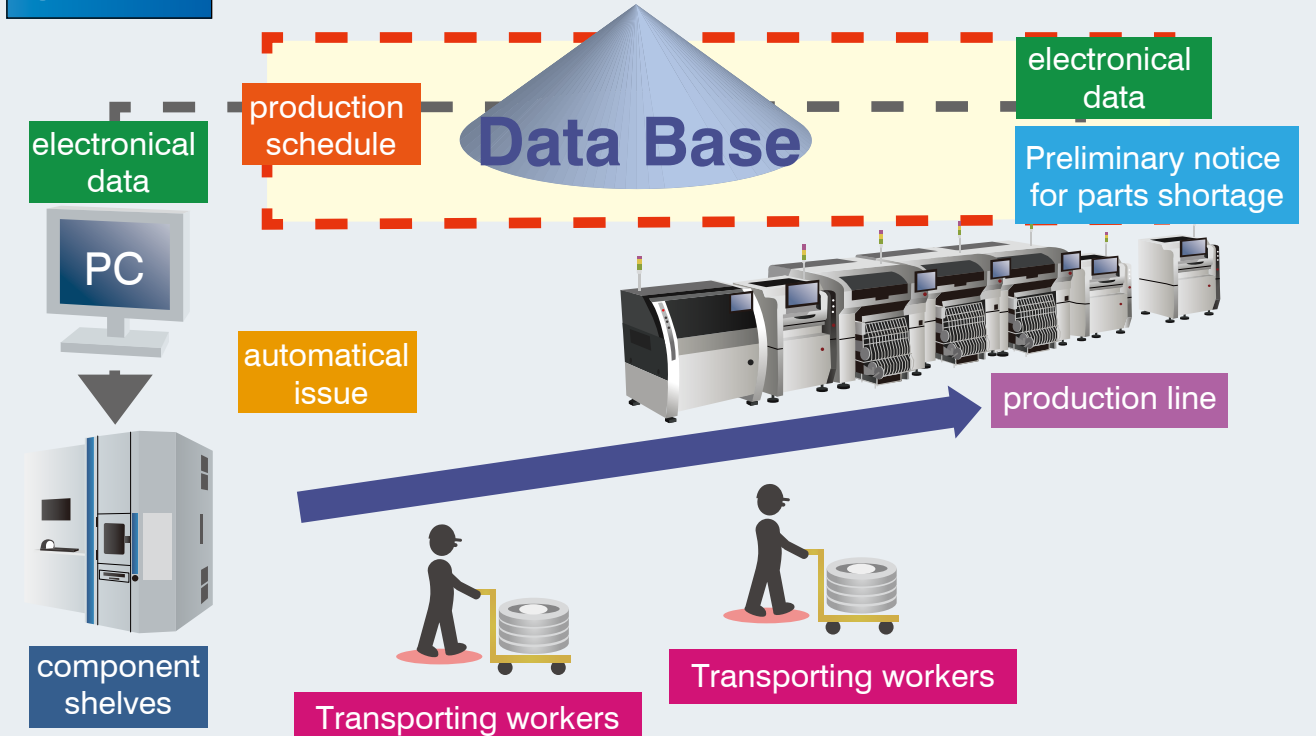 Data Base
electronical
data
production
schedule
electronical
data
Preliminary notice
for parts shortage
PC
automatical
issue
production line
component
shelves
Transporting workers
Transporting workers